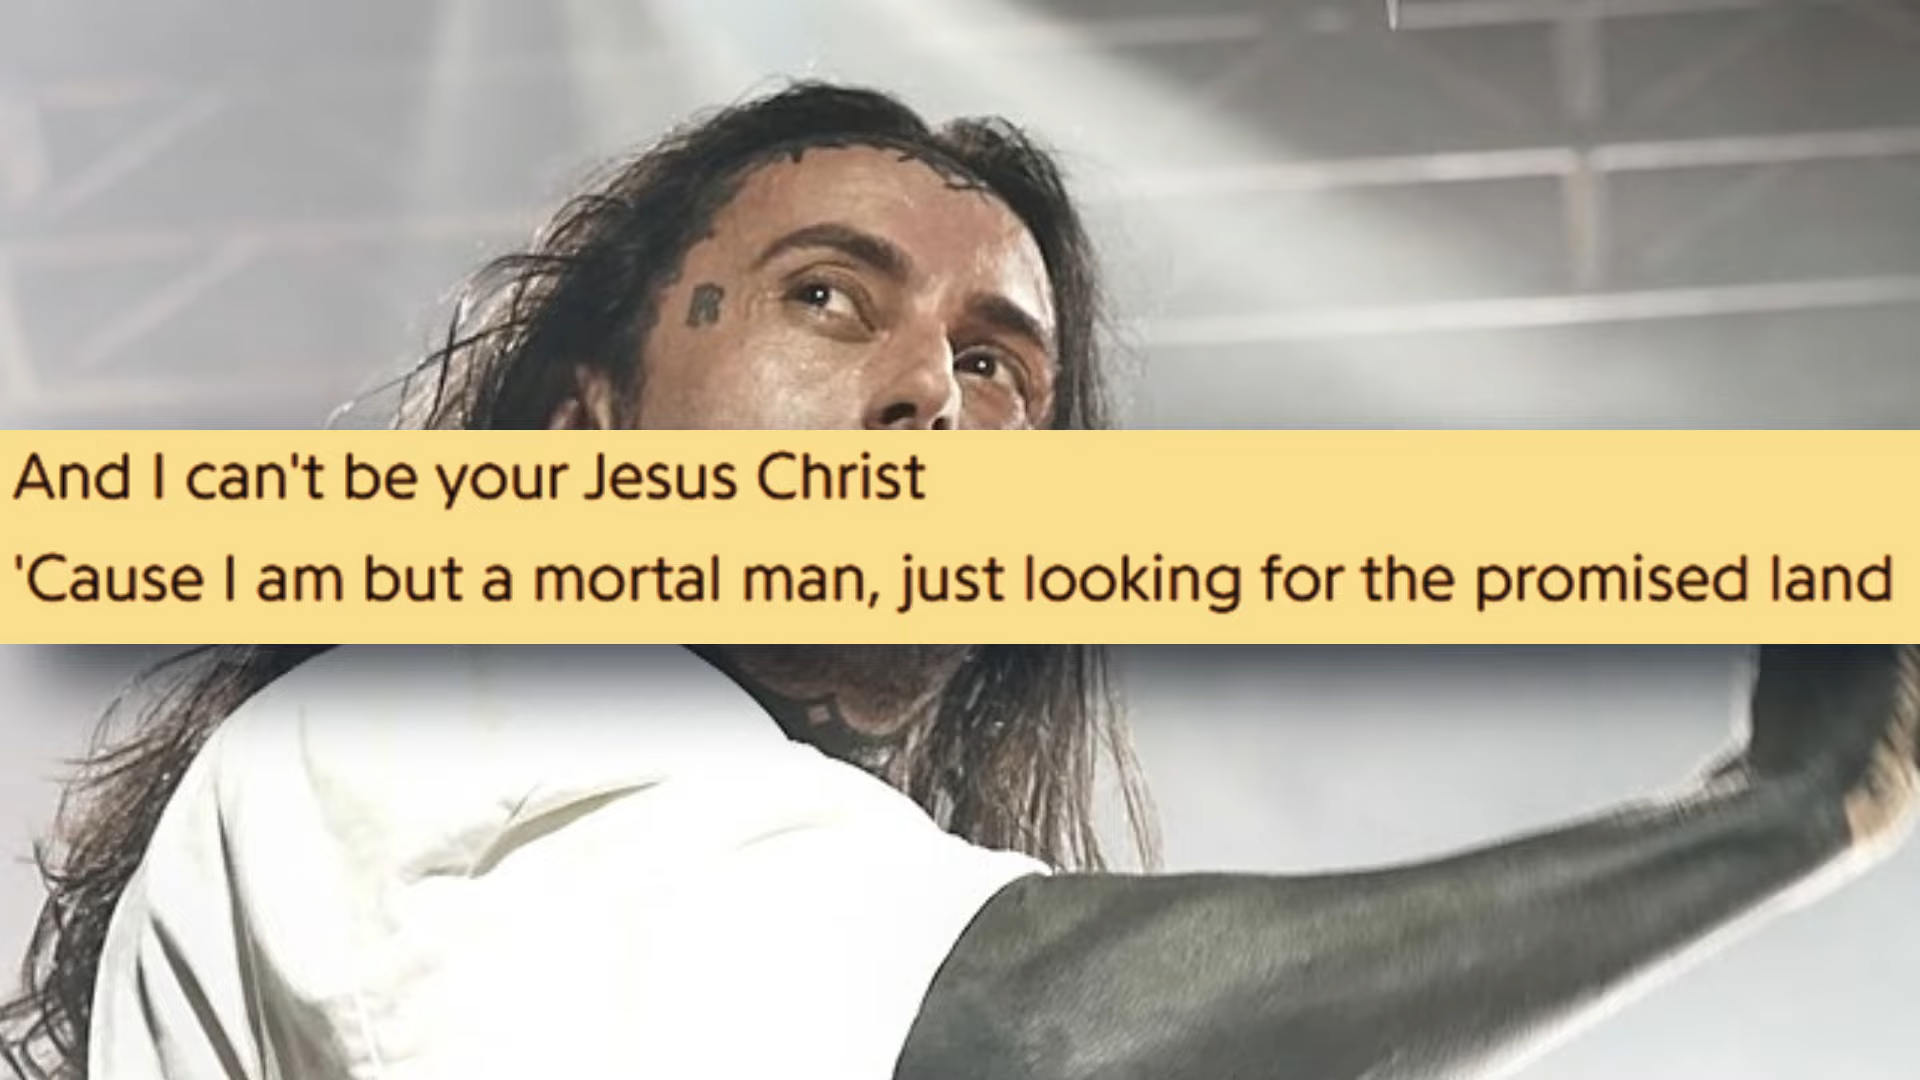 And I can't be your Jesus Christ
'Cause I am but a mortal man, just looking for the promised land